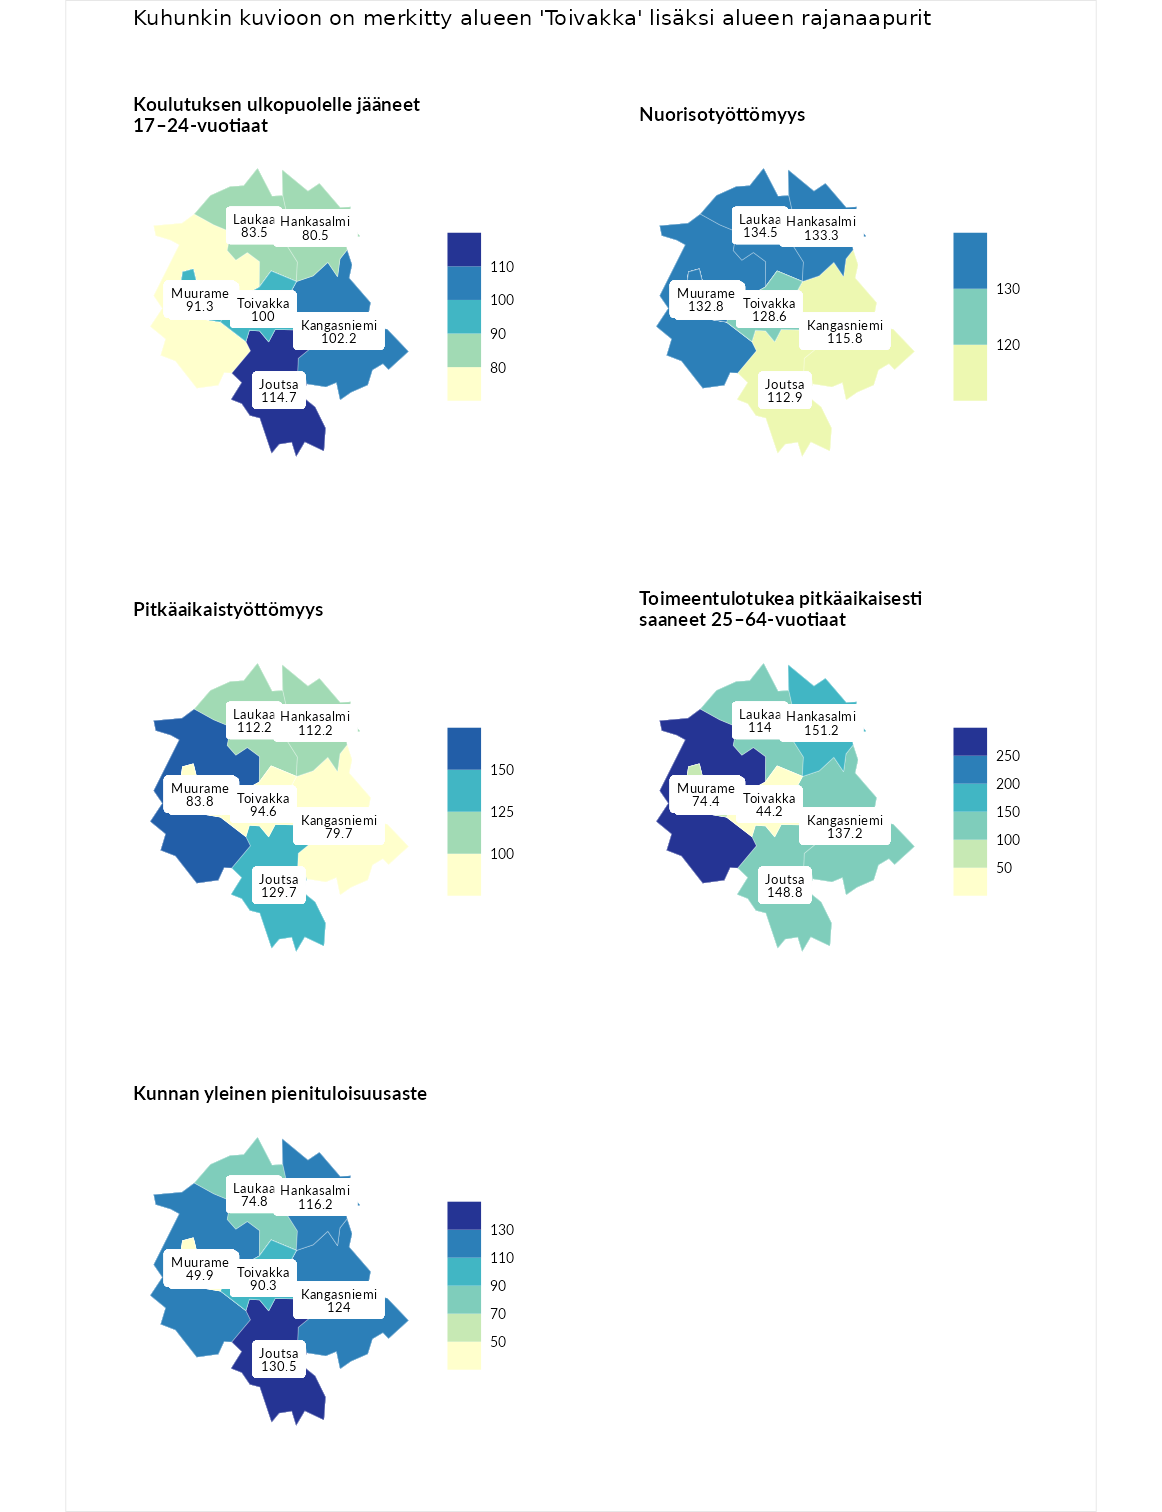 Kuhunkin kuvioon on merkitty alueen 'Toivakka' lisäksi alueen rajanaapurit
Koulutuksen ulkopuolelle jääneet
17–24-vuotiaat
Laukaa
83.5
Hankasalmi
80.5
Muurame
91.3
Toivakka
100
Kangasniemi
102.2
Joutsa
114.7
110
100
90
80
Nuorisotyöttömyys
Laukaa
134.5
Hankasalmi
133.3
Muurame
132.8
Toivakka
128.6
Kangasniemi
115.8
Joutsa
112.9
130
120
Pitkäaikaistyöttömyys
Laukaa
112.2
Hankasalmi
112.2
Muurame
83.8
Toivakka
94.6
Kangasniemi
79.7
Joutsa
129.7
150
125
100
Toimeentulotukea pitkäaikaisesti
saaneet 25–64-vuotiaat
Laukaa
114
Hankasalmi
151.2
Muurame
74.4
Toivakka
44.2
Kangasniemi
137.2
Joutsa
148.8
250
200
150
100
50
Kunnan yleinen pienituloisuusaste
Laukaa
74.8
Hankasalmi
116.2
Muurame
49.9
Toivakka
90.3
Kangasniemi
124
Joutsa
130.5
130
110
90
70
50